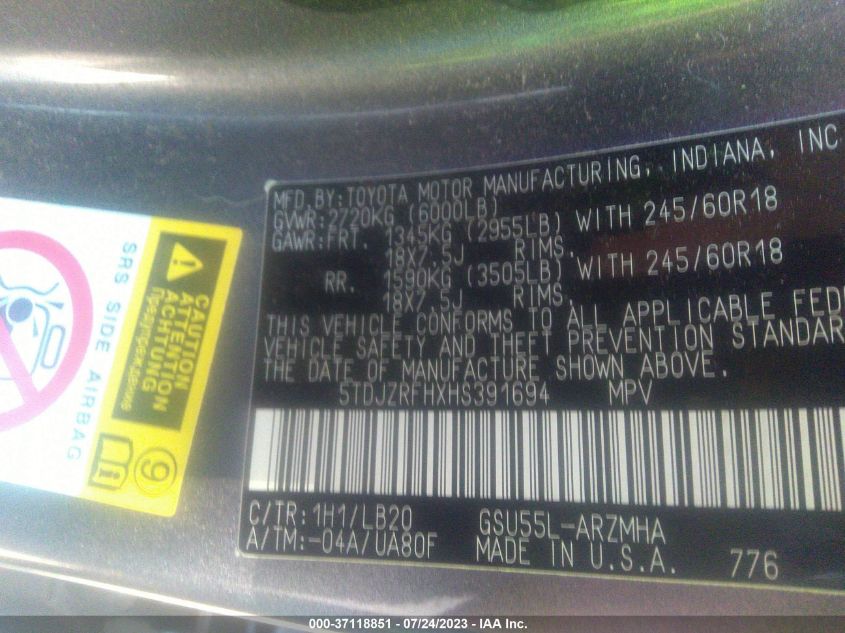 MFD.BY:TOYOTA MOTOR MANUFACTURING, INDIANA, INC
GVWR:2720KG (6000LB)
GAWR:FRT. 1345KG (2955LB) WITH 245/60R18
18X7.5J RIMS,
RR. 1590KG (3505LB) WITH 245/60R18
18X7.5J RIMS,
THIS VEHICLE CONFORMS TO ALL APPLICABLE FEDE
VEHICLE SAFETY AND THEFT PREVENTION STANDAR
THE DATE OF MANUFACTURE SHOWN ABOVE.
5TDJZRFHXHS391694 MPV
C/TR:1H1/LB20 GSU55L-ARZMHA
A/TM:-04A/UA80F MADE IN U.S.A. 776
SRS SIDE AIRBAG
CAUTION
ATTENTION
ACHTUNG
Предупреждение
9
000-37118851 - 07/24/2023 - IAA Inc.